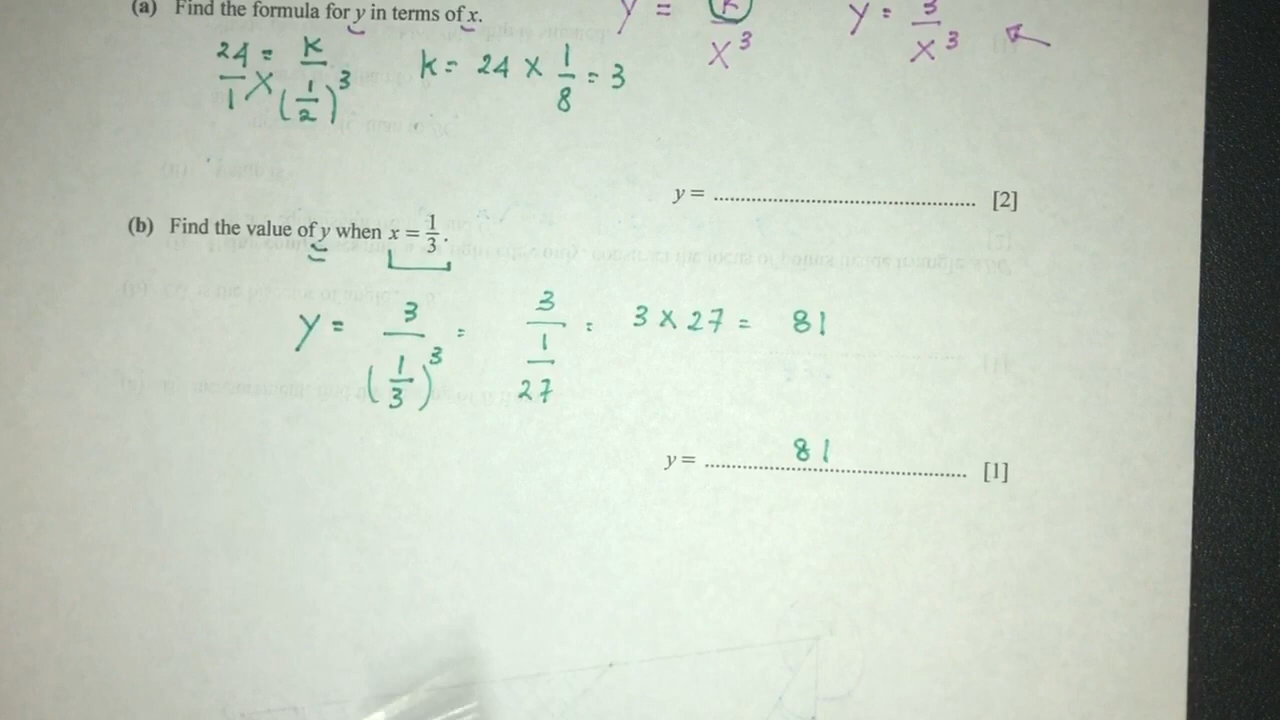 (a) Find the formula for y in terms of x.
y = k/x³ y = 3/x³
24/1 = k/(1/2)³ k = 24 × 1/8 = 3
y = ........................................ [2]
(b) Find the value of y when x = 1/3.
y = 3/(1/3)³ = 3/(1/27) = 3 × 27 = 81
y = 81 [1]